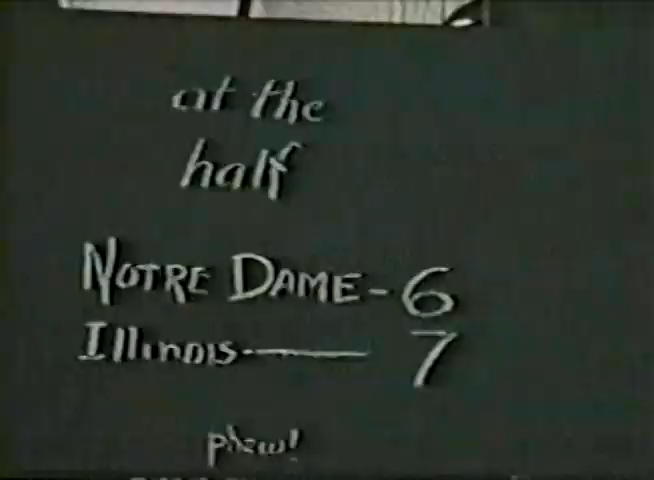 at the
half
NOTRE DAME - 6
Illinois — 7
phew!